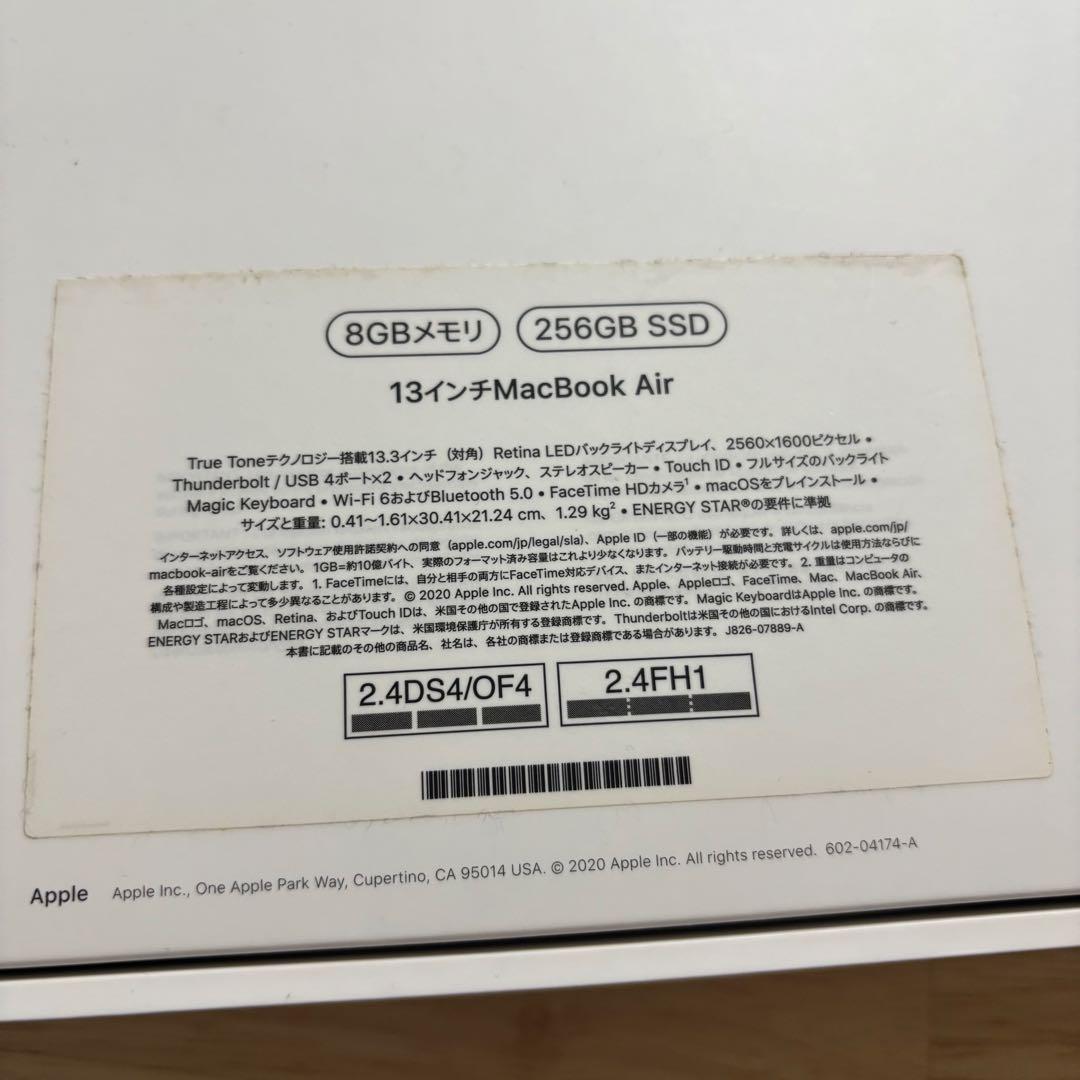 8GBメモリ 256GB SSD
13インチMacBook Air
True Toneテクノロジー搭載13.3インチ（対角）Retina LEDバックライトディスプレイ、2560×1600ピクセル •
Thunderbolt / USB 4ポート×2 • ヘッドフォンジャック、ステレオスピーカー • Touch ID • フルサイズのバックライト
Magic Keyboard • Wi-Fi 6およびBluetooth 5.0 • FaceTime HDカメラ¹ • macOSをプレインストール •
サイズと重量: 0.41〜1.61×30.41×21.24 cm、1.29 kg² • ENERGY STAR®の要件に準拠
インターネットアクセス、ソフトウェア使用許諾契約への同意（apple.com/jp/legal/sla）、Apple ID（一部の機能）が必要です。詳しくは、apple.com/jp/
macbook-airをご覧ください。1GB=約10億バイト、実際のフォーマット済み容量はこれより少なくなります。バッテリー駆動時間と充電サイクルは使用方法ならびに
各種設定によって変動します。1. FaceTimeには、自分と相手の両方にFaceTime対応デバイス、またインターネット接続が必要です。2. 重量はコンピュータの
構成や製造工程によって多少異なることがあります。© 2020 Apple Inc. All rights reserved. Apple、Appleロゴ、FaceTime、Mac、MacBook Air、
Macロゴ、macOS、Retina、およびTouch IDは、米国その他の国で登録されたApple Inc. の商標です。Magic KeyboardはApple Inc. の商標です。
ENERGY STARおよびENERGY STARマークは、米国環境保護庁が所有する登録商標です。Thunderboltは米国その他の国におけるIntel Corp. の商標です。
本書に記載のその他の商品名、社名は、各社の商標または登録商標である場合があります。J826-07889-A
2.4DS4/OF4 2.4FH1
Apple Apple Inc., One Apple Park Way, Cupertino, CA 95014 USA. © 2020 Apple Inc. All rights reserved. 602-04174-A